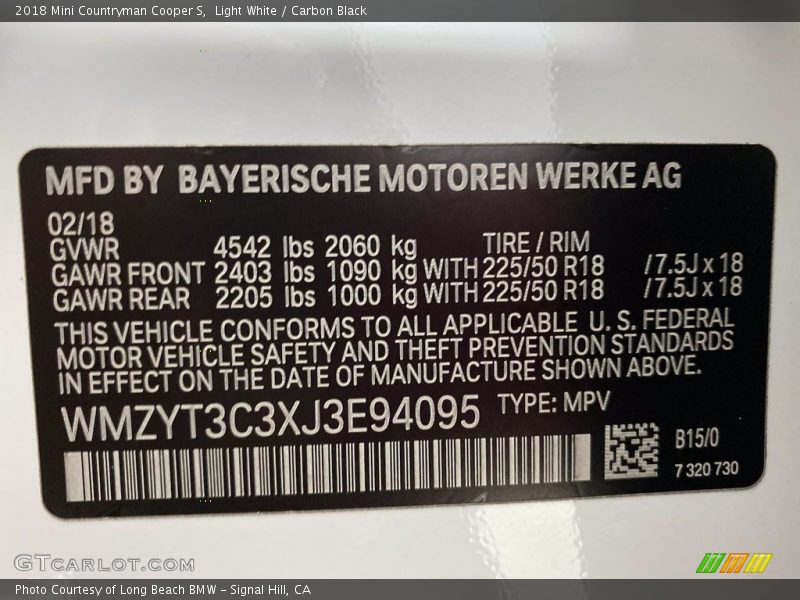 2018 Mini Countryman Cooper S, Light White / Carbon Black
MFD BY BAYERISCHE MOTOREN WERKE AG
02/18
GVWR 4542 lbs 2060 kg TIRE / RIM
GAWR FRONT 2403 lbs 1090 kg WITH 225/50 R18 / 7.5J x 18
GAWR REAR 2205 lbs 1000 kg WITH 225/50 R18 / 7.5J x 18
THIS VEHICLE CONFORMS TO ALL APPLICABLE U. S. FEDERAL
MOTOR VEHICLE SAFETY AND THEFT PREVENTION STANDARDS
IN EFFECT ON THE DATE OF MANUFACTURE SHOWN ABOVE.
WMZYT3C3XJ3E94095 TYPE: MPV
B15/0
7 320 730
GTCARLOT.COM
Photo Courtesy of Long Beach BMW - Signal Hill, CA